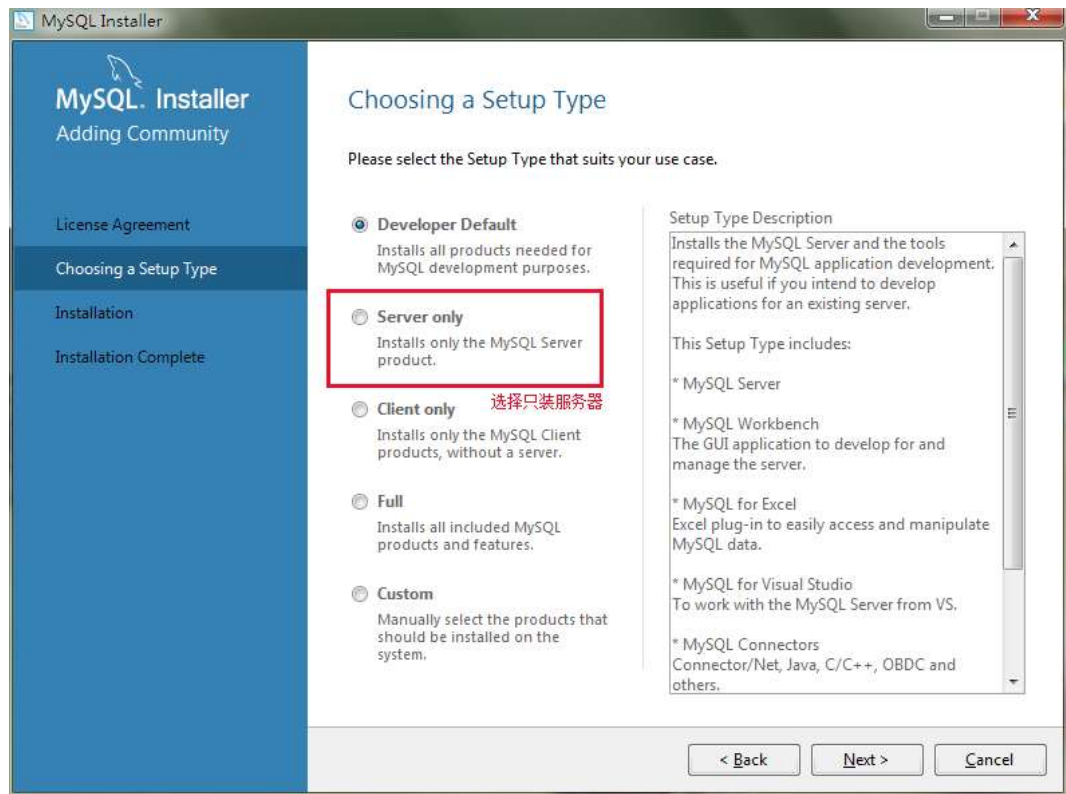 MySQL Installer
MySQL. Installer
Adding Community
License Agreement
Choosing a Setup Type
Installation
Installation Complete
Choosing a Setup Type
Please select the Setup Type that suits your use case.
Developer Default
Installs all products needed for
MySQL development purposes.
Server only
Installs only the MySQL Server
product.
选择只装服务器
Client only
Installs only the MySQL Client
products, without a server.
Full
Installs all included MySQL
products and features.
Custom
Manually select the products that
should be installed on the
system.
Setup Type Description
Installs the MySQL Server and the tools
required for MySQL application development.
This is useful if you intend to develop
applications for an existing server.
This Setup Type includes:
* MySQL Server
* MySQL Workbench
The GUI application to develop for and
manage the server.
* MySQL for Excel
Excel plug-in to easily access and manipulate
MySQL data.
* MySQL for Visual Studio
To work with the MySQL Server from VS.
* MySQL Connectors
Connector/Net, Java, C/C++, OBDC and
others.
< Back
Next >
Cancel